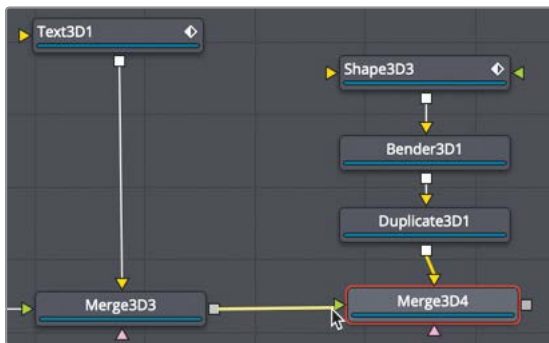 Text3D1
Shape3D3
Bender3D1
Duplicate3D1
Merge3D3
Merge3D4